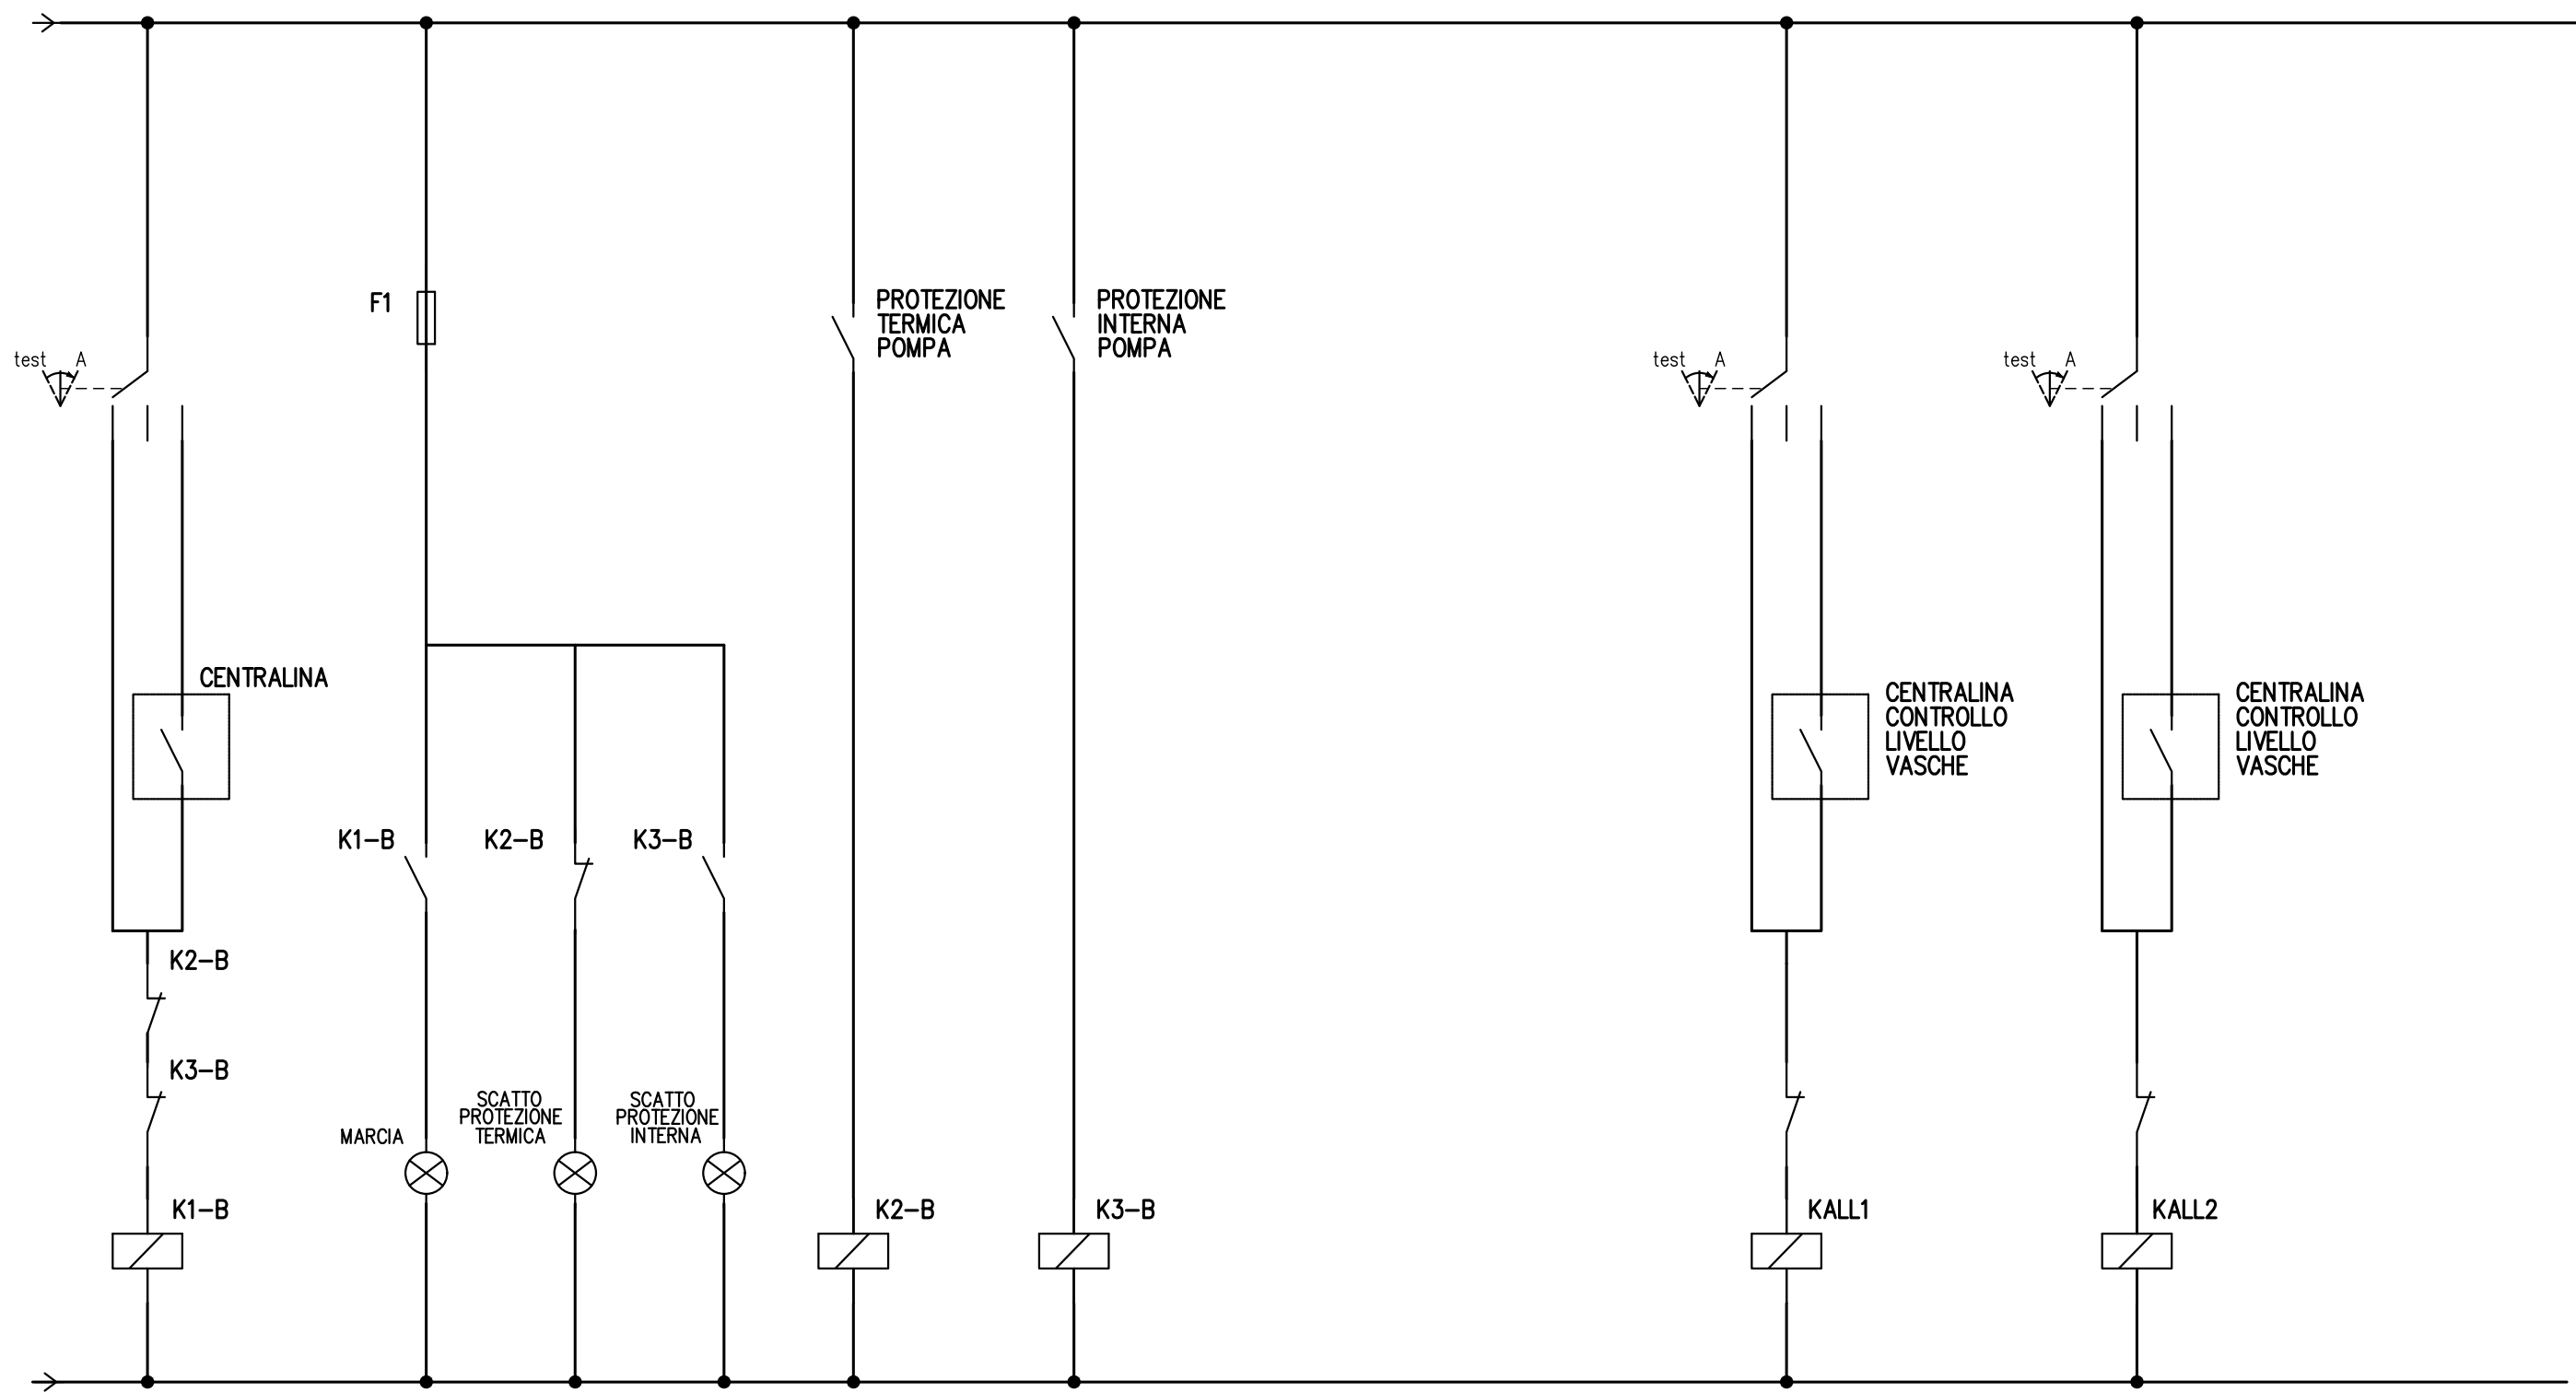 F1
PROTEZIONE
TERMICA
POMPA
PROTEZIONE
INTERNA
POMPA
test A
test A
test A
CENTRALINA
CENTRALINA
CONTROLLO
LIVELLO
VASCHE
CENTRALINA
CONTROLLO
LIVELLO
VASCHE
K1-B
K2-B
K3-B
K2-B
K3-B
MARCIA
SCATTO
PROTEZIONE
TERMICA
SCATTO
PROTEZIONE
INTERNA
K1-B
K2-B
K3-B
KALL1
KALL2